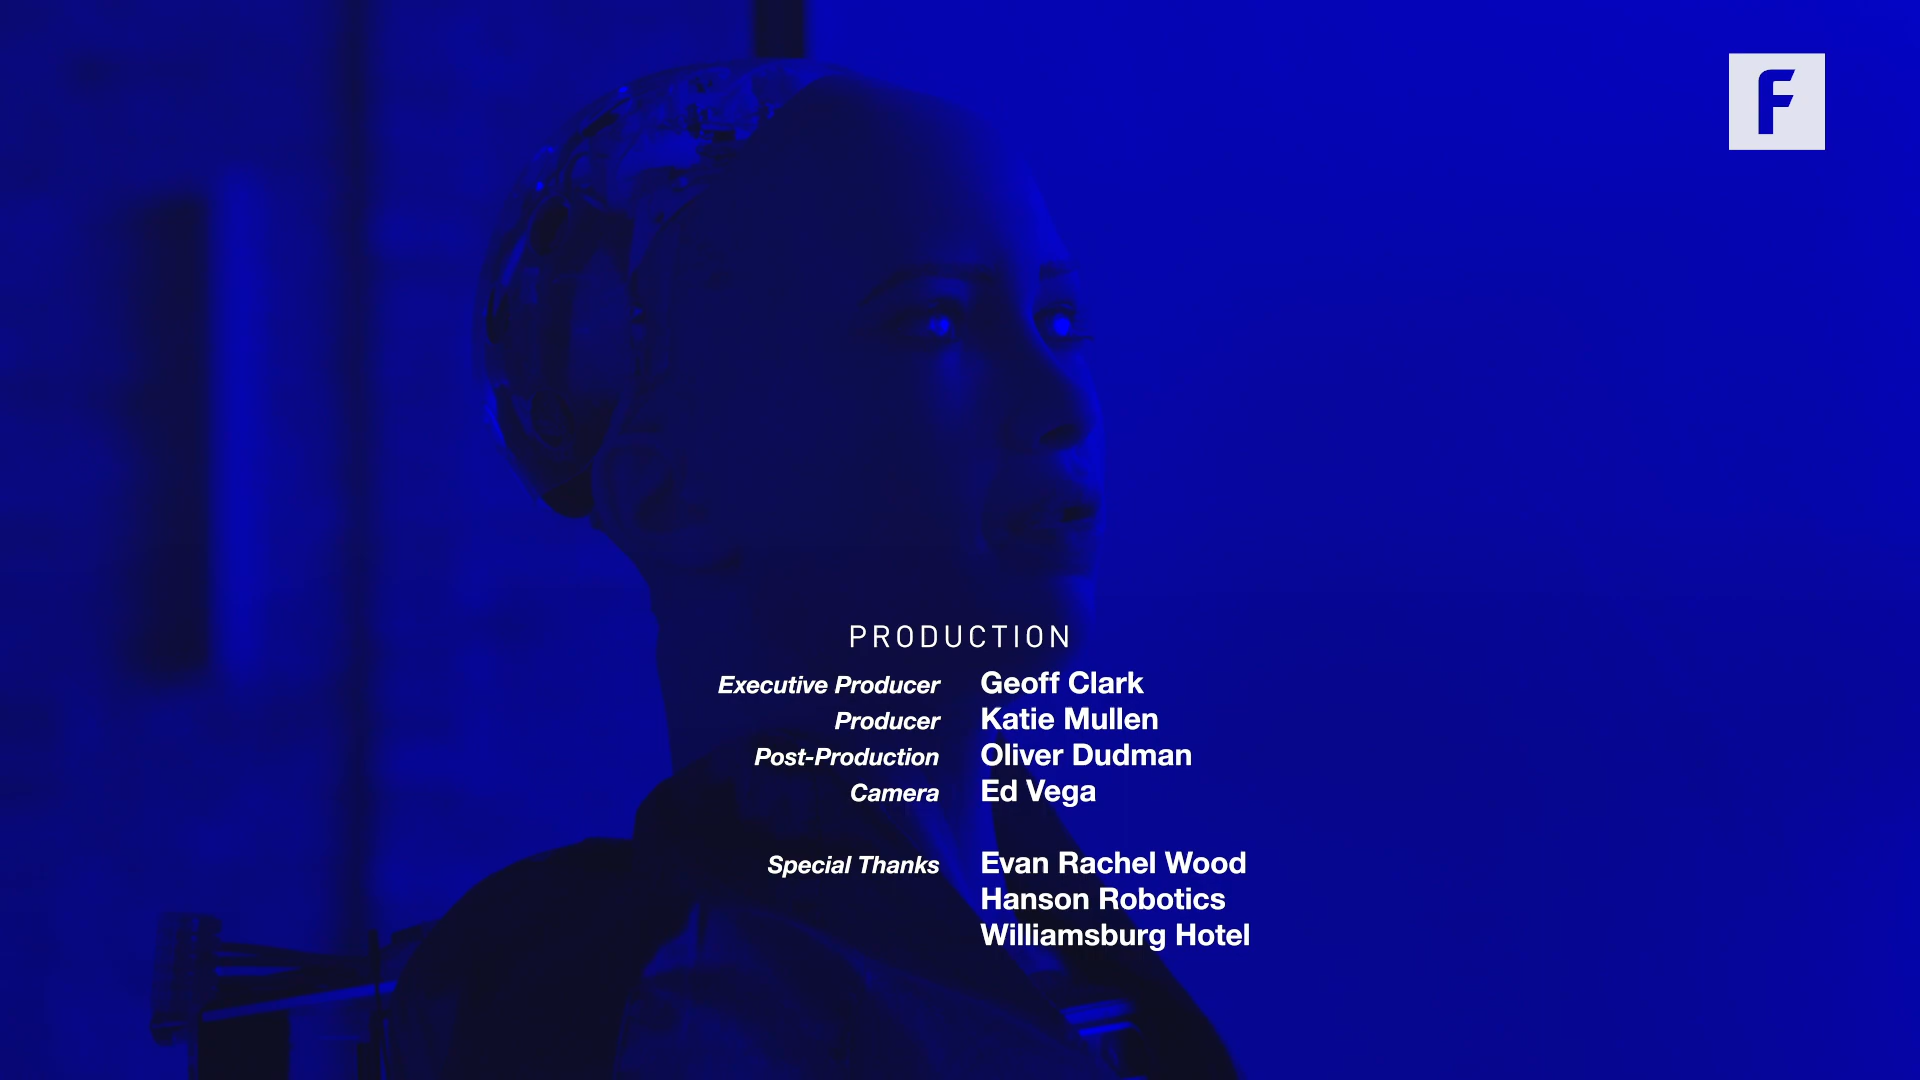 F
PRODUCTION
Executive Producer Geoff Clark
Producer Katie Mullen
Post-Production Oliver Dudman
Camera Ed Vega
Special Thanks Evan Rachel Wood
Hanson Robotics
Williamsburg Hotel